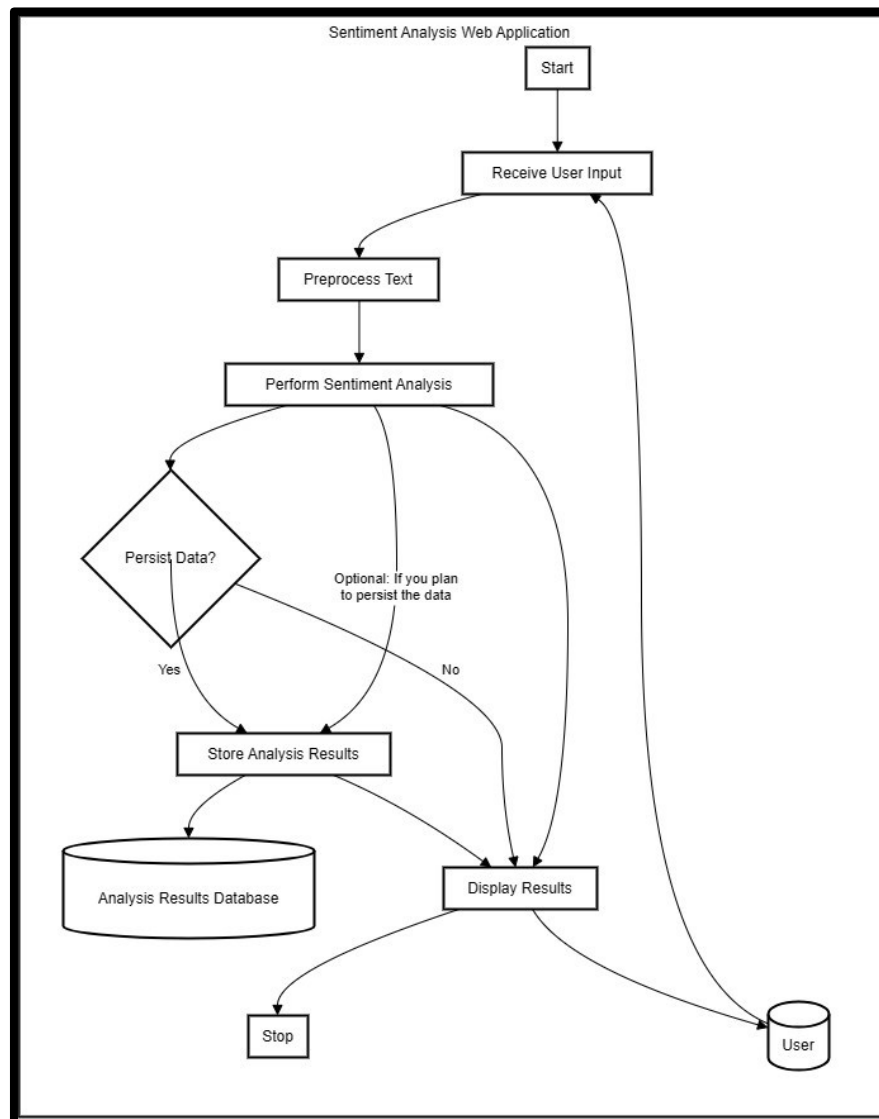 Sentiment Analysis Web Application
Start
Receive User Input
Preprocess Text
Perform Sentiment Analysis
Persist Data?
Optional: If you plan
to persist the data
Yes
No
Store Analysis Results
Analysis Results Database
Display Results
Stop
User